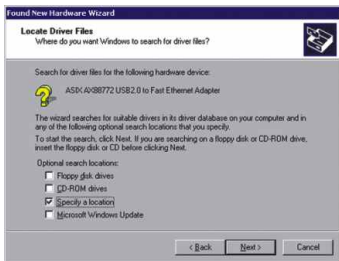 Found New Hardware Wizard
Locate Driver Files
Where do you want Windows to search for driver files?
Search for driver files for the following hardware device:
ASIX AX88772 USB2.0 to Fast Ethernet Adapter
The wizard searches for suitable drivers in its driver database on your computer and in
any of the following optional search locations that you specify.
To start the search, click Next. If you are searching on a floppy disk or CD-ROM drive,
insert the floppy disk or CD before clicking Next.
Optional search locations:
Floppy disk drives
CD-ROM drives
Specify a location
Microsoft Windows Update
< Back
Next >
Cancel